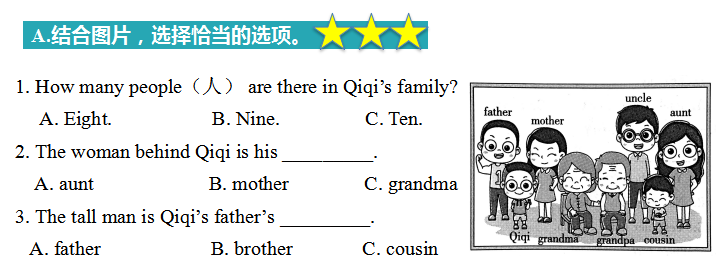 A.结合图片，选择恰当的选项。
1. How many people（人） are there in Qiqi’s family?
A. Eight. B. Nine. C. Ten.
2. The woman behind Qiqi is his _________.
A. aunt B. mother C. grandma
3. The tall man is Qiqi’s father’s _________.
A. father B. brother C. cousin
father
mother
uncle
aunt
Qiqi grandma grandpa cousin